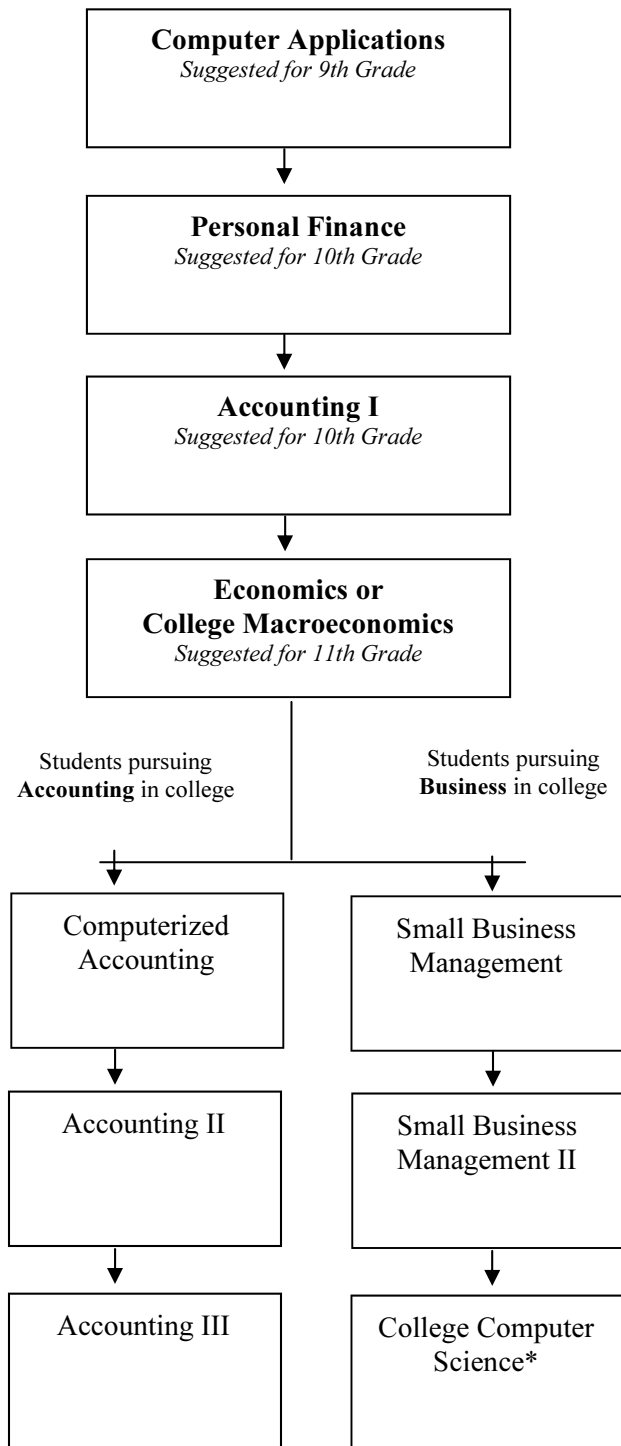 Computer Applications
Suggested for 9th Grade
Personal Finance
Suggested for 10th Grade
Accounting I
Suggested for 10th Grade
Economics or
College Macroeconomics
Suggested for 11th Grade
Students pursuing
Accounting in college
Students pursuing
Business in college
Computerized
Accounting
Small Business
Management
Accounting II
Small Business
Management II
Accounting III
College Computer
Science*